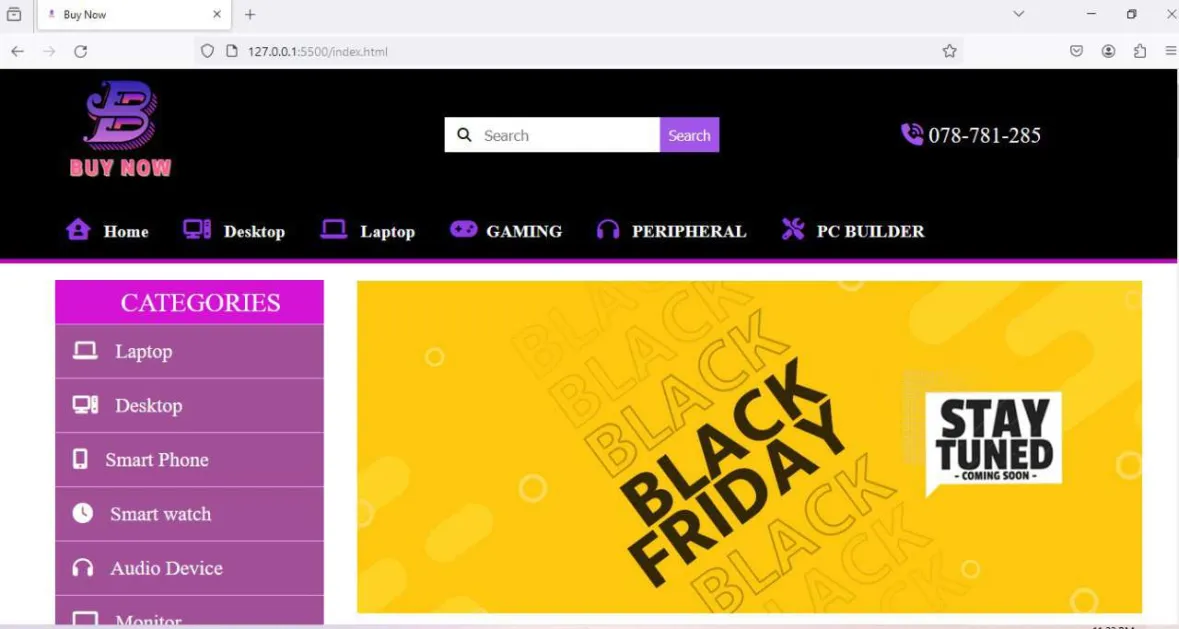 Buy Now
127.0.0.1:5500/index.html
B
BUY NOW
Search
Search
078-781-285
Home
Desktop
Laptop
GAMING
PERIPHERAL
PC BUILDER
CATEGORIES
Laptop
Desktop
Smart Phone
Smart watch
Audio Device
Monitor
BLACK
BLACK
BLACK
BLACK
FRIDAY
BLACK
BLACK
BLACK
STAY
TUNED
- COMING SOON -